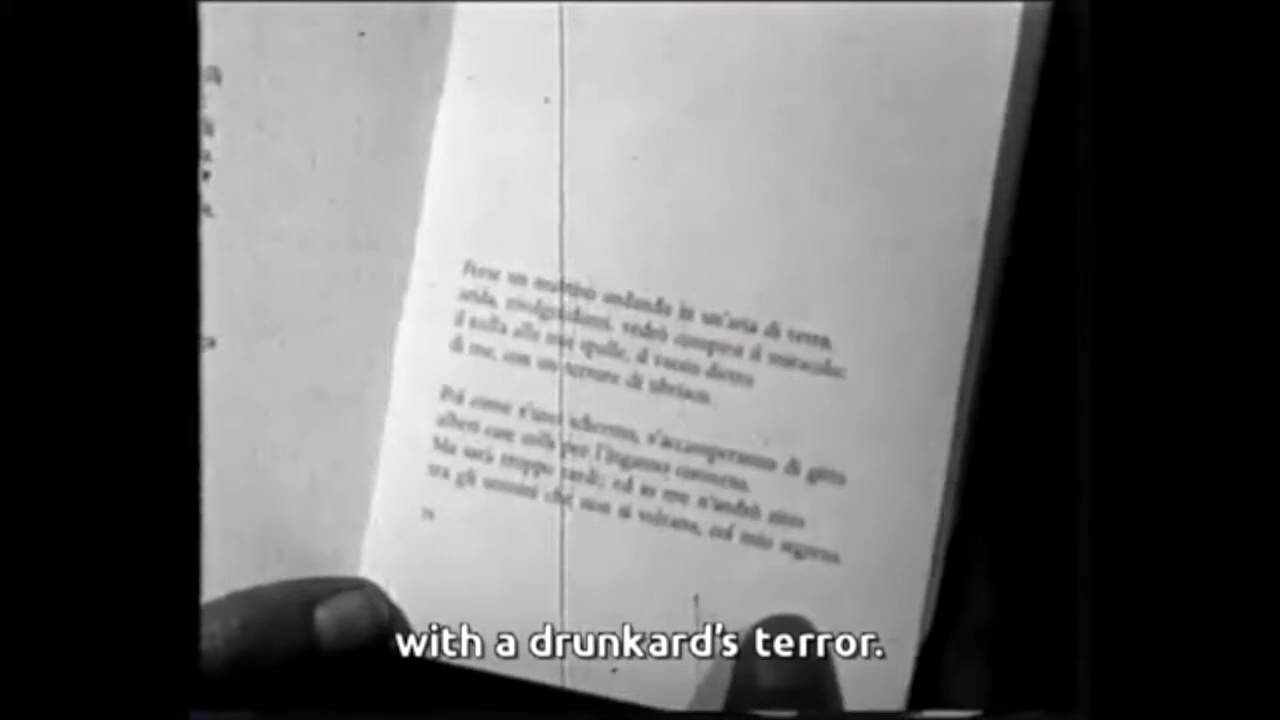 Forse un mattino andando in un'aria di vetro,
arida, rivolgendomi, vedrò compirsi il miracolo:
il nulla alle mie spalle, il vuoto dietro
di me, con un terrore di ubriaco.
Poi come s'uno schermo, s'accamperanno di gitto
alberi case colli per l'inganno consueto.
Ma sarà troppo tardi; ed io me n'andrò zitto
tra gli uomini che non si voltano, col mio segreto.
with a drunkard's terror.